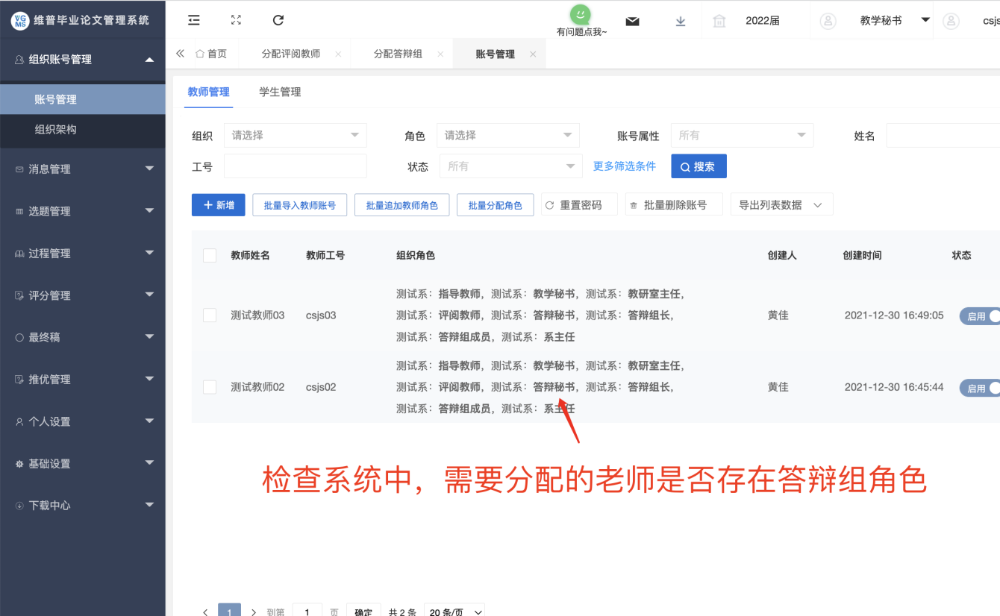 VG
MS
维普毕业论文管理系统
有问题点我~
2022届
教学秘书
csjs
组织账号管理
账号管理
组织架构
消息管理
选题管理
过程管理
评分管理
最终稿
推优管理
个人设置
基础设置
下载中心
首页 分配评阅教师 分配答辩组 账号管理
教师管理 学生管理
组织 请选择 角色 请选择 账号属性 所有 姓名
工号 状态 所有 更多筛选条件 搜索
新增 批量导入教师账号 批量追加教师角色 批量分配角色 重置密码 批量删除账号 导出列表数据
教师姓名 教师工号 组织角色 创建人 创建时间 状态
测试系：指导教师，测试系：教学秘书，测试系：教研室主任，
测试教师03 csjs03 测试系：评阅教师，测试系：答辩秘书，测试系：答辩组长， 黄佳 2021-12-30 16:49:05 启用
测试系：答辩组成员，测试系：系主任
测试系：指导教师，测试系：教学秘书，测试系：教研室主任，
测试教师02 csjs02 测试系：评阅教师，测试系：答辩秘书，测试系：答辩组长， 黄佳 2021-12-30 16:45:44 启用
测试系：答辩组成员，测试系：系主任
检查系统中，需要分配的老师是否存在答辩组角色
1 到第 1 页 确定 共 2 条 20 条/页